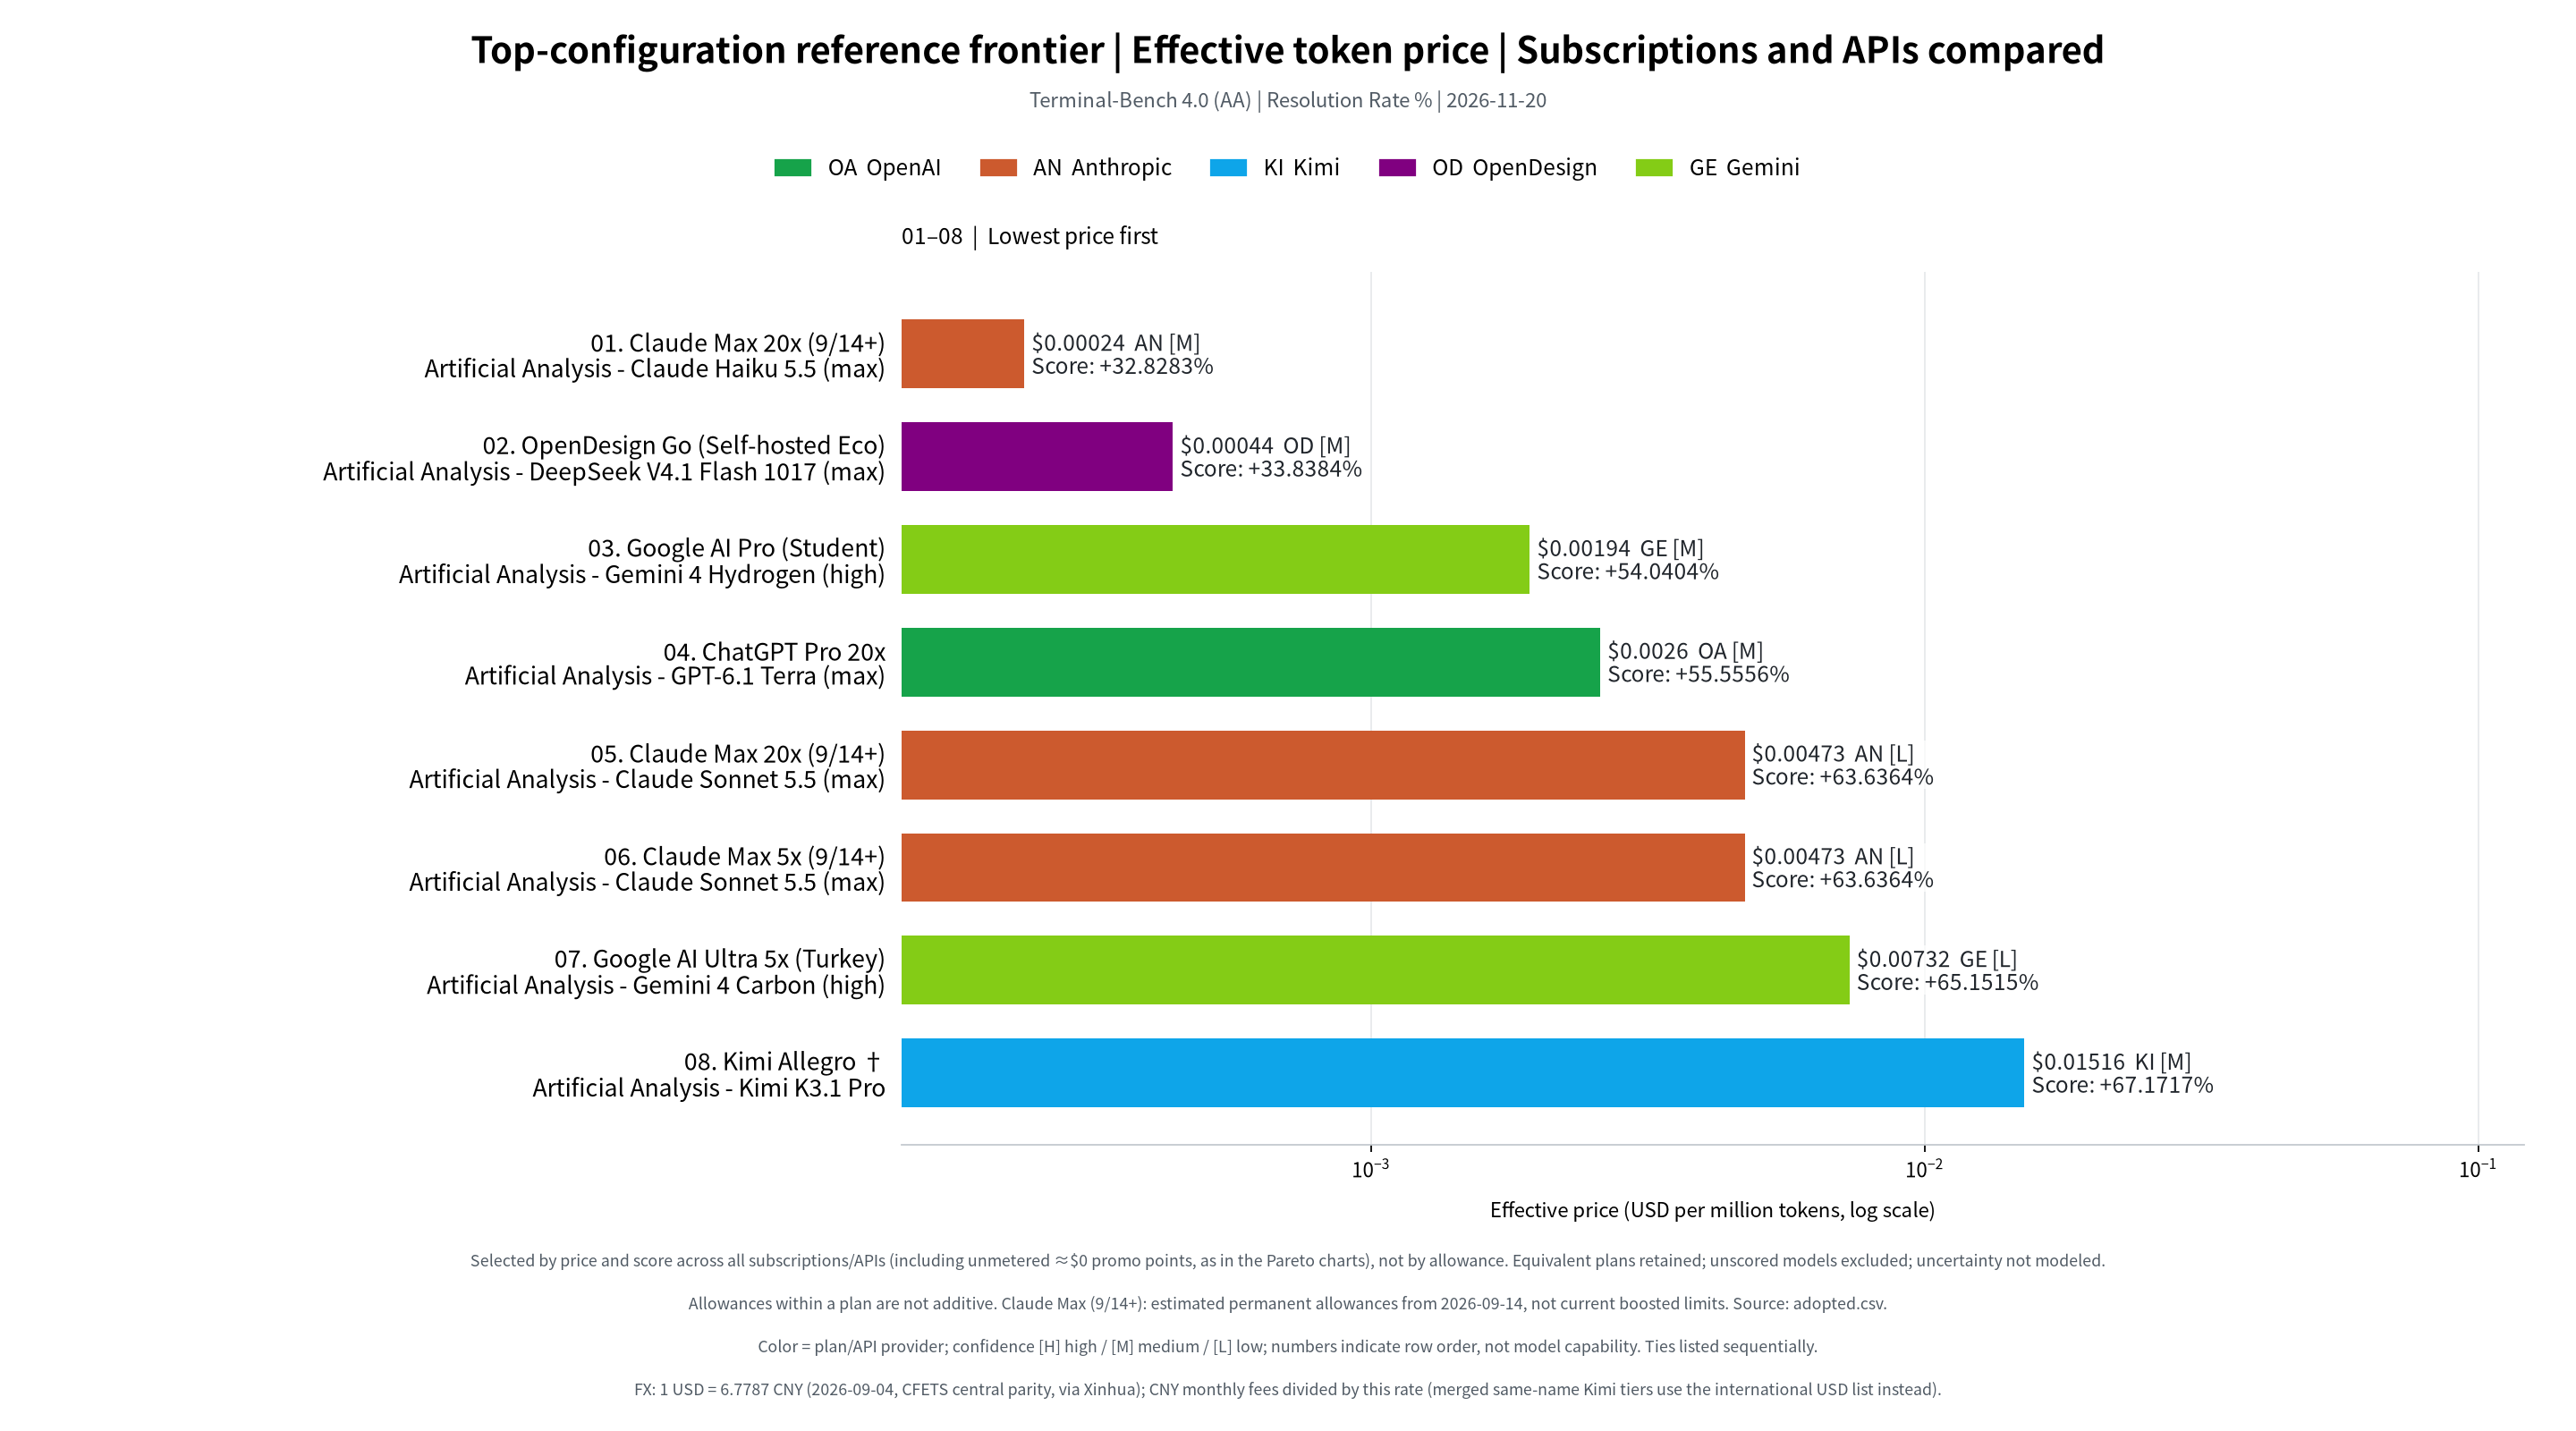 Top-configuration reference frontier | Effective token price | Subscriptions and APIs compared
Terminal-Bench 4.0 (AA) | Resolution Rate % | 2026-11-20
OA OpenAI
AN Anthropic
KI Kimi
OD OpenDesign
GE Gemini
01–08 | Lowest price first
01. Claude Max 20x (9/14+)
Artificial Analysis - Claude Haiku 5.5 (max)
$0.00024 AN [M]
Score: +32.8283%
02. OpenDesign Go (Self-hosted Eco)
Artificial Analysis - DeepSeek V4.1 Flash 1017 (max)
$0.00044 OD [M]
Score: +33.8384%
03. Google AI Pro (Student)
Artificial Analysis - Gemini 4 Hydrogen (high)
$0.00194 GE [M]
Score: +54.0404%
04. ChatGPT Pro 20x
Artificial Analysis - GPT-6.1 Terra (max)
$0.0026 OA [M]
Score: +55.5556%
05. Claude Max 20x (9/14+)
Artificial Analysis - Claude Sonnet 5.5 (max)
$0.00473 AN [L]
Score: +63.6364%
06. Claude Max 5x (9/14+)
Artificial Analysis - Claude Sonnet 5.5 (max)
$0.00473 AN [L]
Score: +63.6364%
07. Google AI Ultra 5x (Turkey)
Artificial Analysis - Gemini 4 Carbon (high)
$0.00732 GE [L]
Score: +65.1515%
08. Kimi Allegro †
Artificial Analysis - Kimi K3.1 Pro
$0.01516 KI [M]
Score: +67.1717%
10⁻³
10⁻²
10⁻¹
Effective price (USD per million tokens, log scale)
Selected by price and score across all subscriptions/APIs (including unmetered ≈$0 promo points, as in the Pareto charts), not by allowance. Equivalent plans retained; unscored models excluded; uncertainty not modeled.
Allowances within a plan are not additive. Claude Max (9/14+): estimated permanent allowances from 2026-09-14, not current boosted limits. Source: adopted.csv.
Color = plan/API provider; confidence [H] high / [M] medium / [L] low; numbers indicate row order, not model capability. Ties listed sequentially.
FX: 1 USD = 6.7787 CNY (2026-09-04, CFETS central parity, via Xinhua); CNY monthly fees divided by this rate (merged same-name Kimi tiers use the international USD list instead).